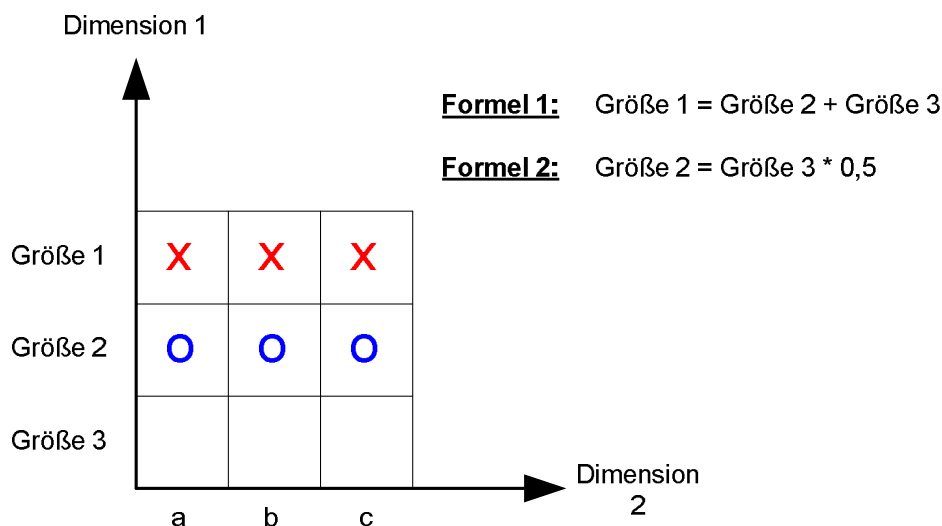 Dimension 1
Formel 1: Größe 1 = Größe 2 + Größe 3
Formel 2: Größe 2 = Größe 3 * 0,5
Größe 1 X X X
Größe 2 O O O
Größe 3
Dimension
2
a b c